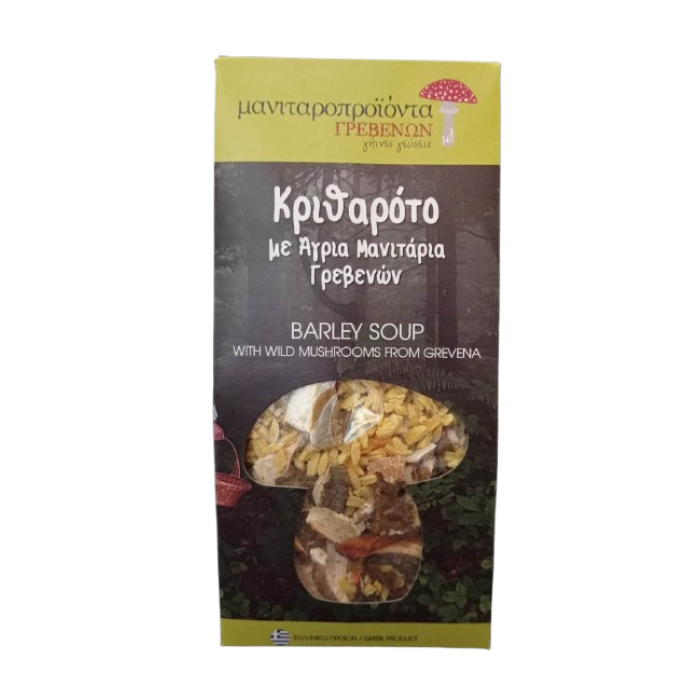 μανιταροπροϊόντα
ΓΡΕΒΕΝΩΝ
γήινες γεύσεις
Κριθαρότο
με Άγρια Μανιτάρια
Γρεβενών
BARLEY SOUP
WITH WILD MUSHROOMS FROM GREVENA
ΕΛΛΗΝΙΚΟ ΠΡΟΪΟΝ / GREEK PRODUCT